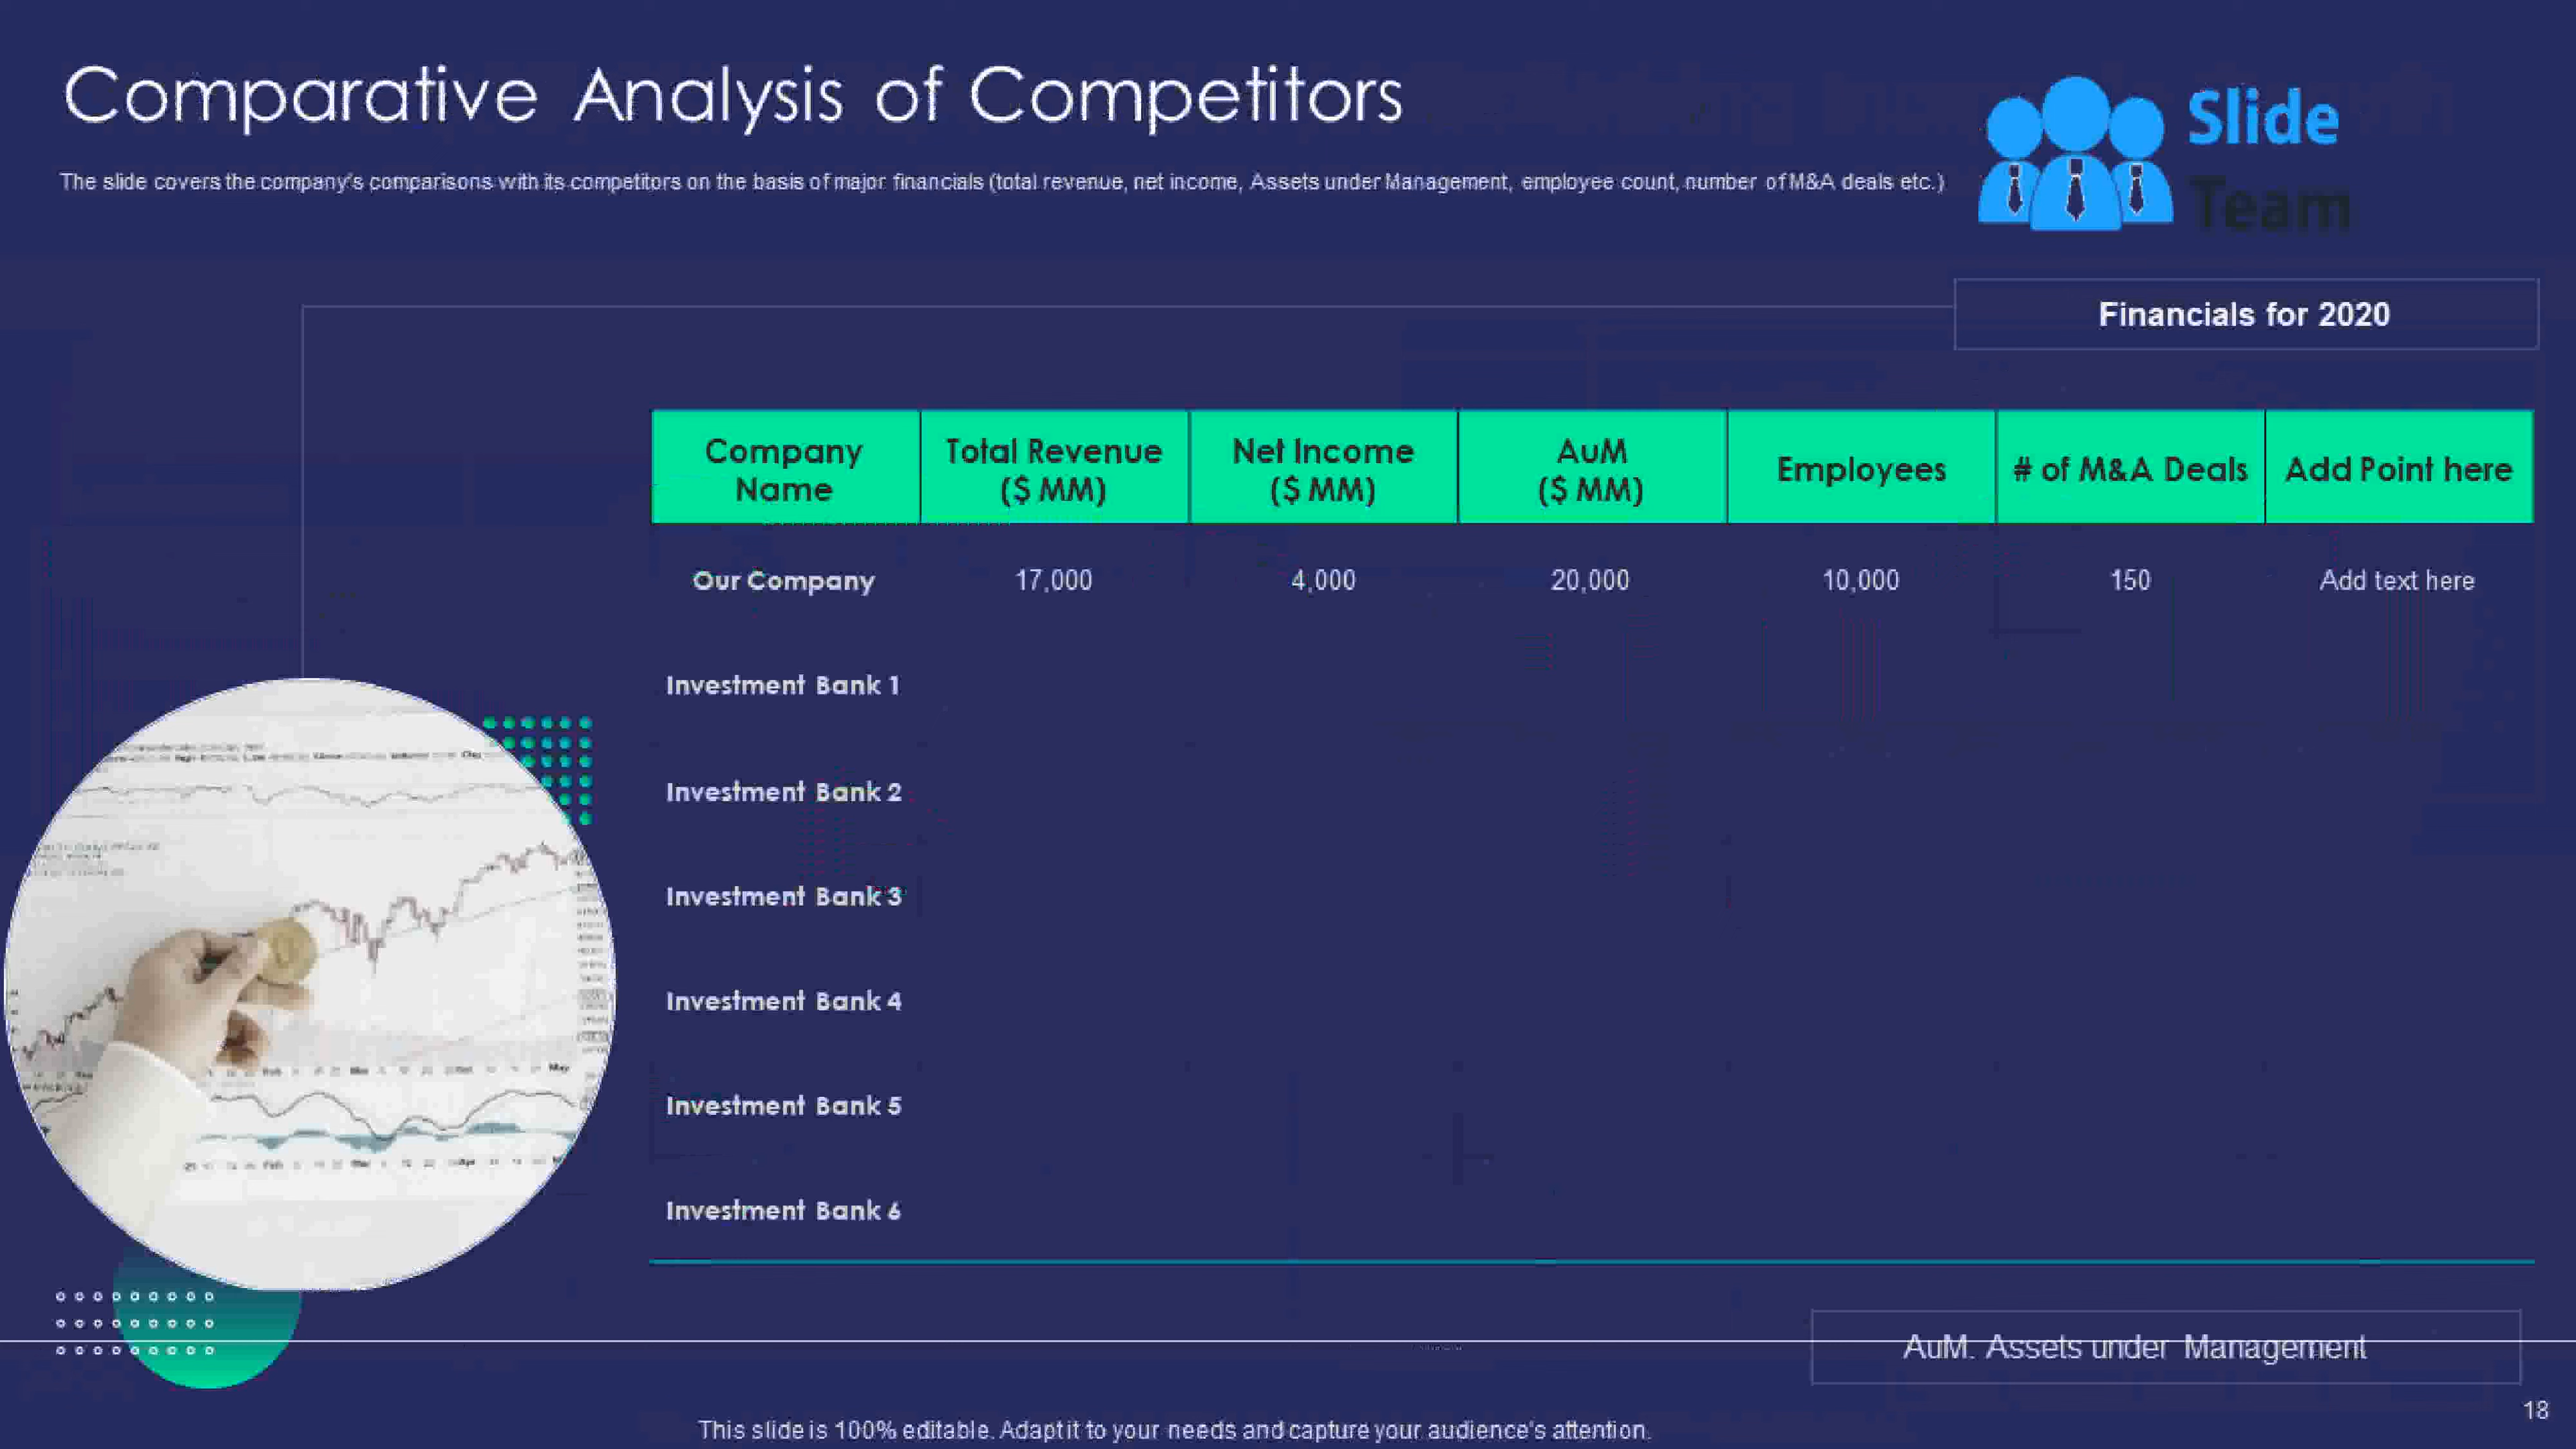 Comparative Analysis of Competitors
Slide
Team
The slide covers the company's comparisons with its competitors on the basis of major financials (total revenue, net income, Assets under Management, employee count, number of M&A deals etc.)
Financials for 2020
Company Name Total Revenue ($ MM) Net Income ($ MM) AuM ($ MM) Employees # of M&A Deals Add Point here
Our Company 17,000 4,000 20,000 10,000 150 Add text here
Investment Bank 1
Investment Bank 2
Investment Bank 3
Investment Bank 4
Investment Bank 5
Investment Bank 6
AuM. Assets under Management
18
This slide is 100% editable. Adapt it to your needs and capture your audience's attention.